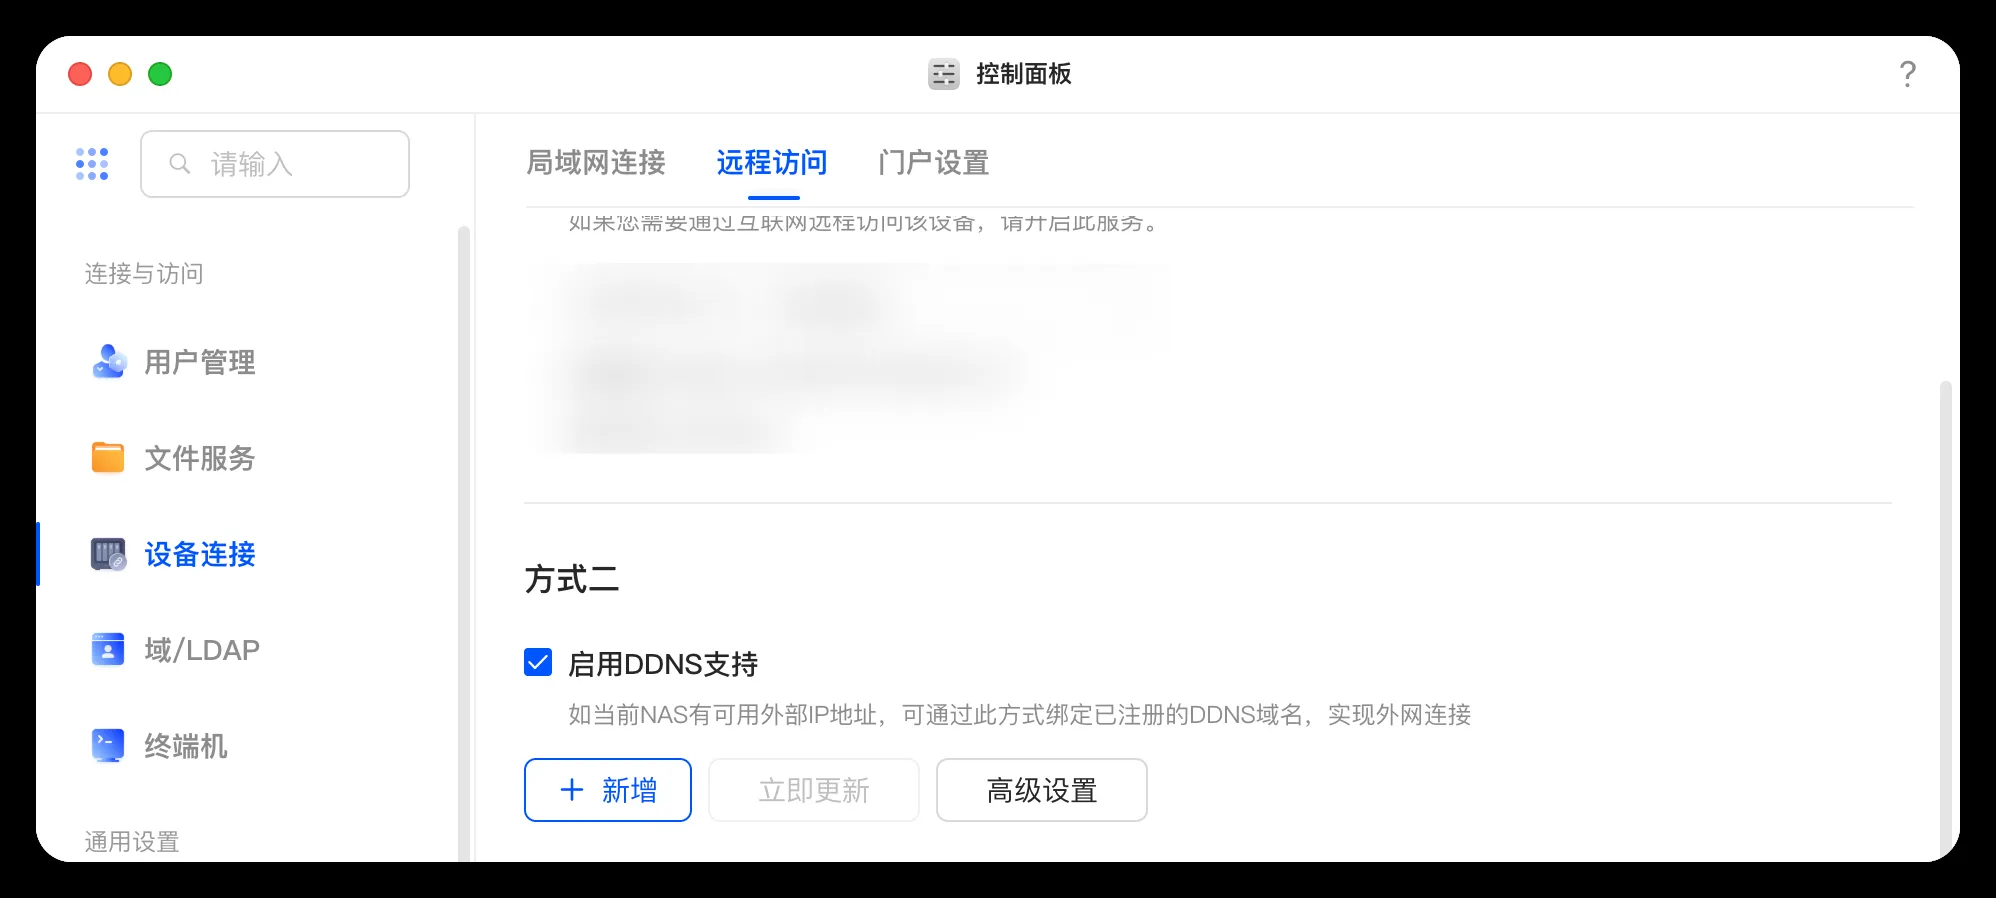 控制面板
?
请输入
连接与访问
用户管理
文件服务
设备连接
域/LDAP
终端机
通用设置
局域网连接 远程访问 门户设置
如果您需要通过互联网远程访问该设备，请开启此服务。
方式二
启用DDNS支持
如当前NAS有可用外部IP地址，可通过此方式绑定已注册的DDNS域名，实现外网连接
+ 新增 立即更新 高级设置